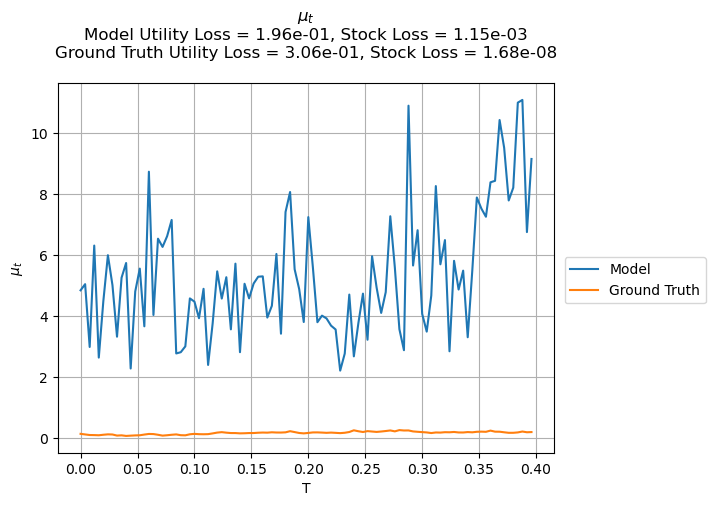 μₜ
Model Utility Loss = 1.96e-01, Stock Loss = 1.15e-03
Ground Truth Utility Loss = 3.06e-01, Stock Loss = 1.68e-08
10
8
6
4
2
0
μₜ
0.00 0.05 0.10 0.15 0.20 0.25 0.30 0.35 0.40
T
Model
Ground Truth